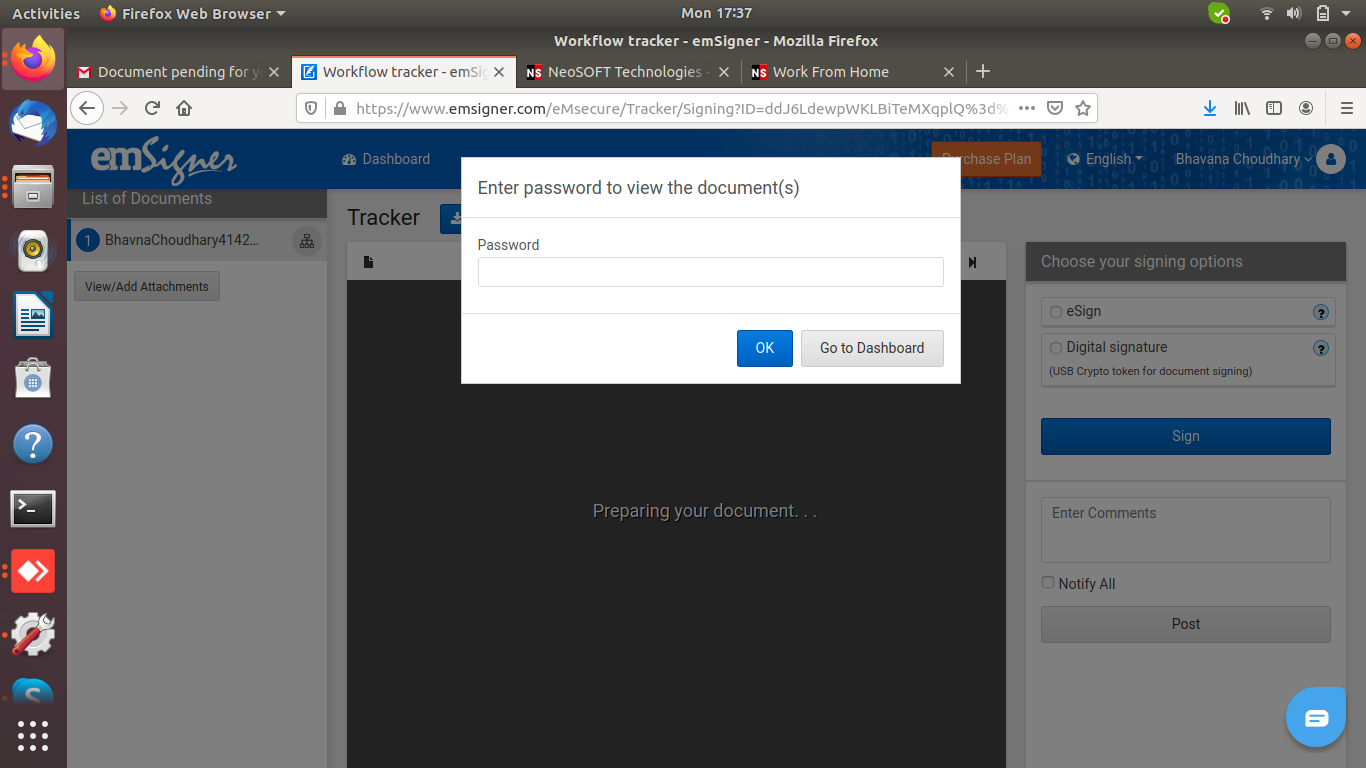 Activities
Firefox Web Browser
Mon 17:37
Workflow tracker - emSigner - Mozilla Firefox
Document pending for y
Workflow tracker - emSig
NS NeoSOFT Technologies -
NS Work From Home
https://www.emsigner.com/eMsecure/Tracker/Signing?ID=ddJ6LdewpWKLBiTeMXqplQ%3d%
emSigner
Dashboard
Purchase Plan
English
Bhavana Choudhary
List of Documents
1 BhavnaChoudhary4142...
View/Add Attachments
Tracker
Enter password to view the document(s)
Password
OK
Go to Dashboard
Preparing your document. . .
Choose your signing options
eSign
?
Digital signature
?
(USB Crypto token for document signing)
Sign
Enter Comments
Notify All
Post